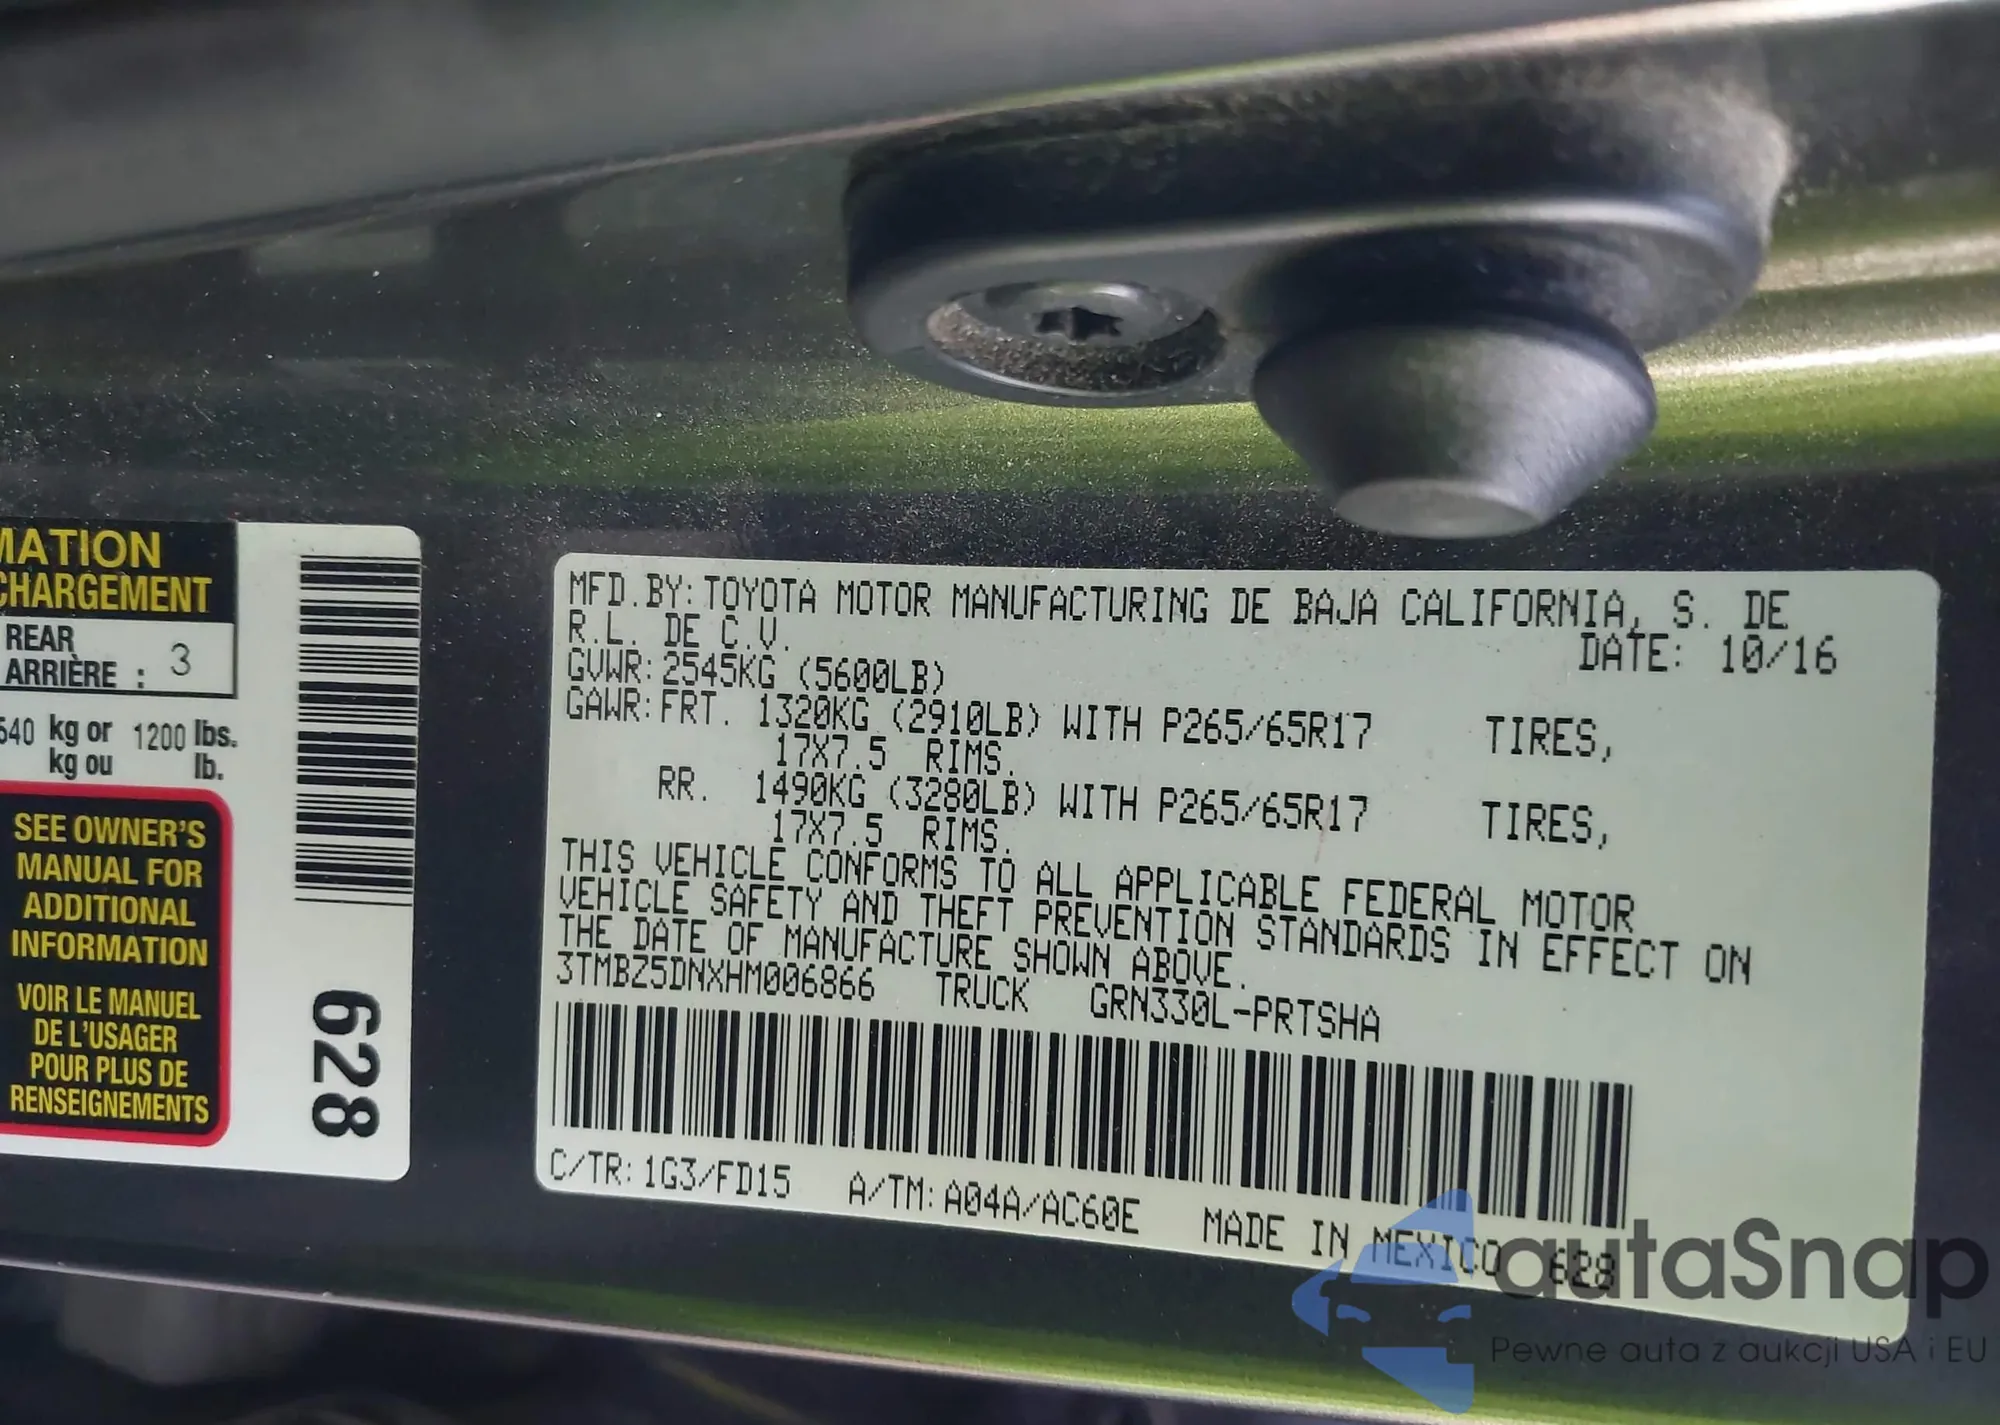 MATION
CHARGEMENT
REAR
ARRIÈRE : 3
640 kg or 1200 lbs.
kg ou lb.
SEE OWNER'S
MANUAL FOR
ADDITIONAL
INFORMATION
VOIR LE MANUEL
DE L'USAGER
POUR PLUS DE
RENSEIGNEMENTS
628
MFD.BY: TOYOTA MOTOR MANUFACTURING DE BAJA CALIFORNIA, S. DE
R.L. DE C.V.
DATE: 10/16
GVWR: 2545KG (5600LB)
GAWR: FRT. 1320KG (2910LB) WITH P265/65R17 TIRES,
17X7.5 RIMS.
RR. 1490KG (3280LB) WITH P265/65R17 TIRES,
17X7.5 RIMS.
THIS VEHICLE CONFORMS TO ALL APPLICABLE FEDERAL MOTOR
VEHICLE SAFETY AND THEFT PREVENTION STANDARDS IN EFFECT ON
THE DATE OF MANUFACTURE SHOWN ABOVE.
3TMBZ5DNXHM006866 TRUCK GRN330L-PRTSHA
C/TR: 1G3/FD15 A/TM: A04A/AC60E MADE IN MEXICO 628
autaSnap
Pewne auta z aukcji USA i EU